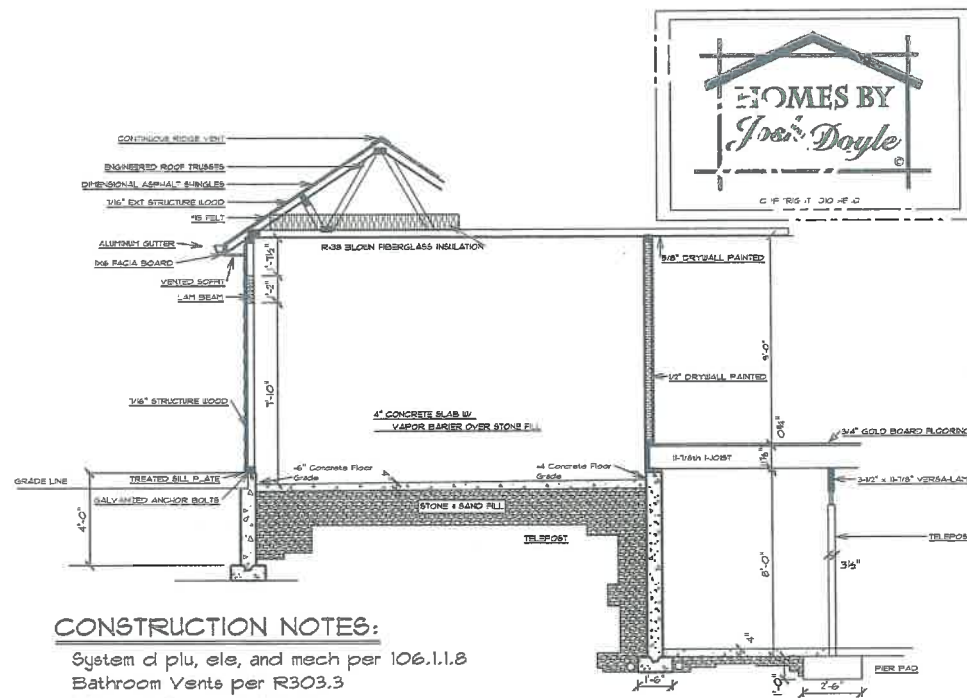 HOMES BY
Josh Doyle
©
CONTINUOUS RIDGE VENT
ENGINEERED ROOF TRUSSES
DIMENSIONAL ASPHALT SHINGLES
7/16" EXT STRUCTURE WOOD
#15 FELT
ALUMINUM GUTTER
1X6 FACIA BOARD
VENTED SOFFIT
LAM BEAM
R-38 BLOWN FIBERGLASS INSULATION
5/8" DRYWALL PAINTED
1'-2"
9'-0"
1/2" DRYWALL PAINTED
7'-10"
7/16" STRUCTURE WOOD
4" CONCRETE SLAB W/
VAPOR BARIER OVER STONE FILL
3/4" GOLD BOARD FLOORING
11-7/8th I-JOIST
11⅞"
TREATED SILL PLATE
GRADE LINE
GALVANIZED ANCHOR BOLTS
-6" Concrete Floor
Grade
-4 Concrete Floor
Grade
3-1/2" x 11-7/8" VERSA-LAM
STONE & SAND FILL
4'-0"
TELEPOST
TELEPOST
3½"
8'-0"
4"
PIER PAD
1'-6"
1'-0"
2'-6"
CONSTRUCTION NOTES:
System d plu, ele, and mech per 106.1.1.8
Bathroom Vents per R303.3